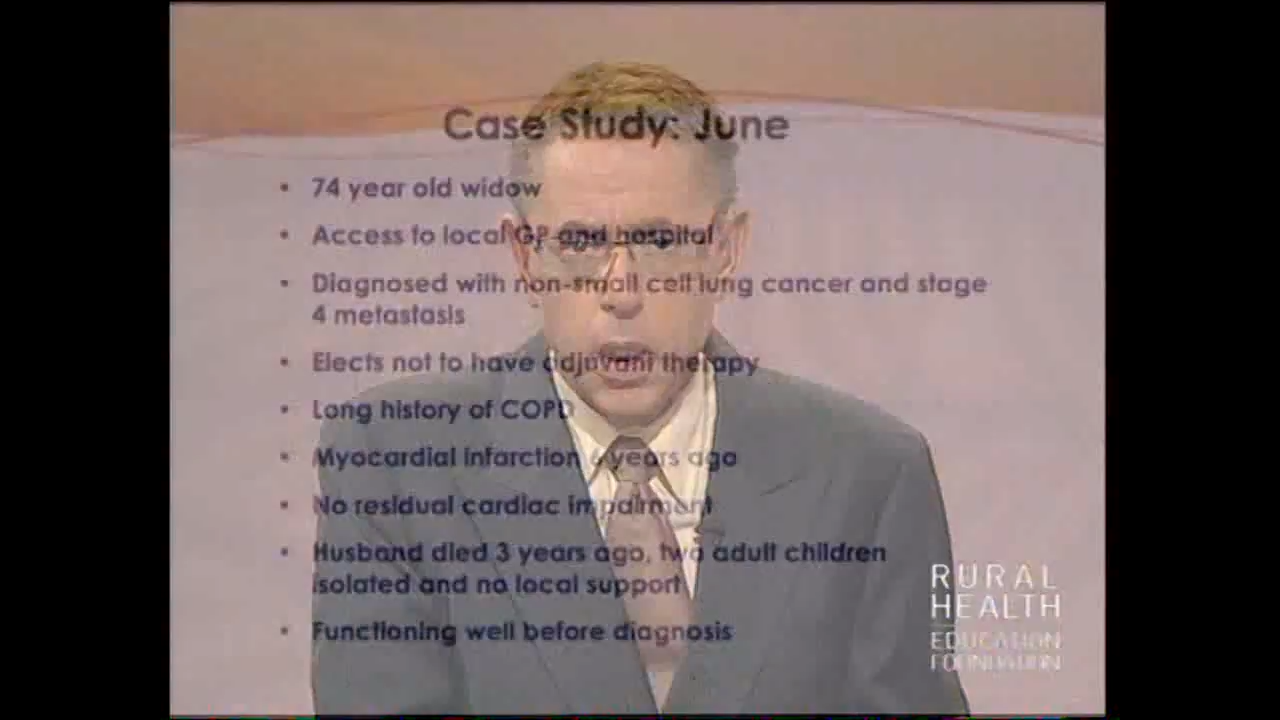 Case Study: June
• 74 year old widow
• Access to local GP and hospital
• Diagnosed with non-small cell lung cancer and stage
4 metastasis
• Elects not to have adjuvant therapy
• Long history of COPD
• Myocardial infarction 6 years ago
• No residual cardiac impairment
• Husband died 3 years ago, two adult children
isolated and no local support
• Functioning well before diagnosis
RURAL
HEALTH
EDUCATION
FOUNDATION